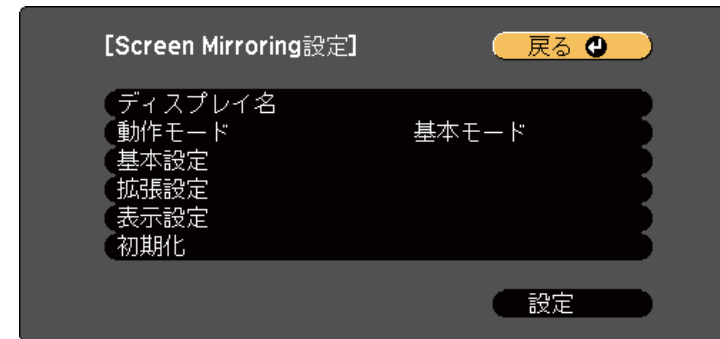 [Screen Mirroring設定] 戻る
ディスプレイ名
動作モード 基本モード
基本設定
拡張設定
表示設定
初期化
設定